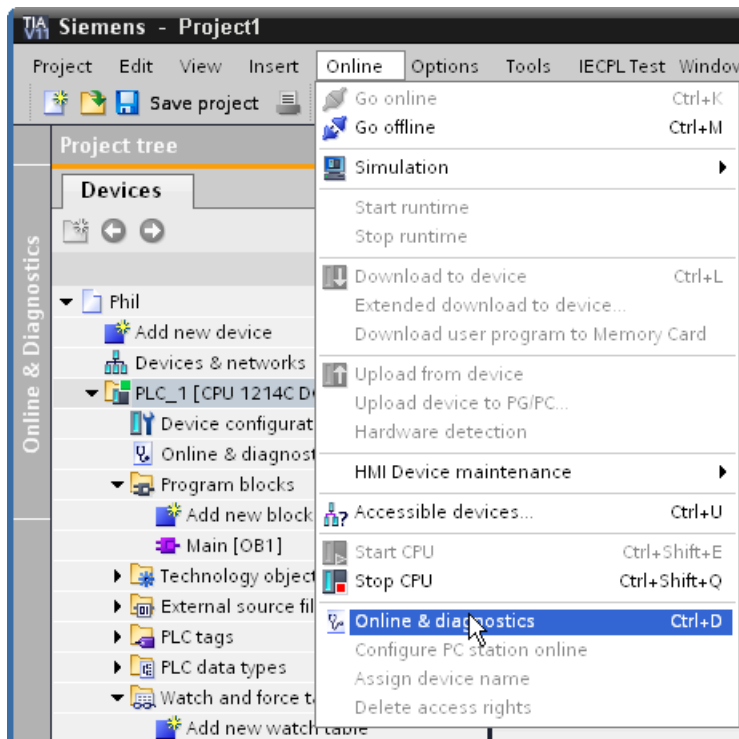 TIA V11 Siemens - Project1
Project Edit View Insert Online Options Tools IECPL Test Window
Save project
Project tree
Devices
Online & Diagnostics
Phil
Add new device
Devices & networks
PLC_1 [CPU 1214C D
Device configurat
Online & diagnost
Program blocks
Add new block
Main [OB1]
Technology object
External source fil
PLC tags
PLC data types
Watch and force ta
Add new watch table
Go online Ctrl+K
Go offline Ctrl+M
Simulation
Start runtime
Stop runtime
Download to device Ctrl+L
Extended download to device...
Download user program to Memory Card
Upload from device
Upload device to PG/PC...
Hardware detection
HMI Device maintenance
Accessible devices... Ctrl+U
Start CPU Ctrl+Shift+E
Stop CPU Ctrl+Shift+Q
Online & diagnostics Ctrl+D
Configure PC station online
Assign device name
Delete access rights